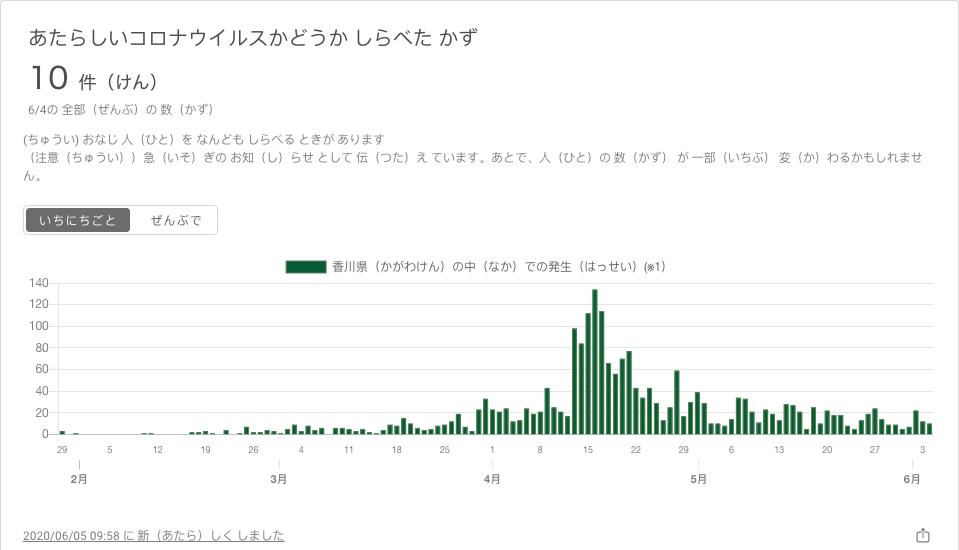 あたらしいコロナウイルスかどうか しらべた かず
10 件（けん）
6/4の 全部（ぜんぶ）の 数（かず）
(ちゅうい) おなじ 人（ひと）を なんども しらべる ときが あります
（注意（ちゅうい））急（いそ）ぎの お知（し）らせ として 伝（つた）え ています。あとで、人（ひと）の 数（かず） が 一部（いちぶ） 変（か）わるかもしれませ
ん。
いちにちごと ぜんぶで
香川県（かがわけん）の中（なか）での発生（はっせい）(※1)
140
120
100
80
60
40
20
0
29 5 12 19 26 4 11 18 25 1 8 15 22 29 6 13 20 27 3
2月 3月 4月 5月 6月
2020/06/05 09:58 に 新（あたら）しく しました